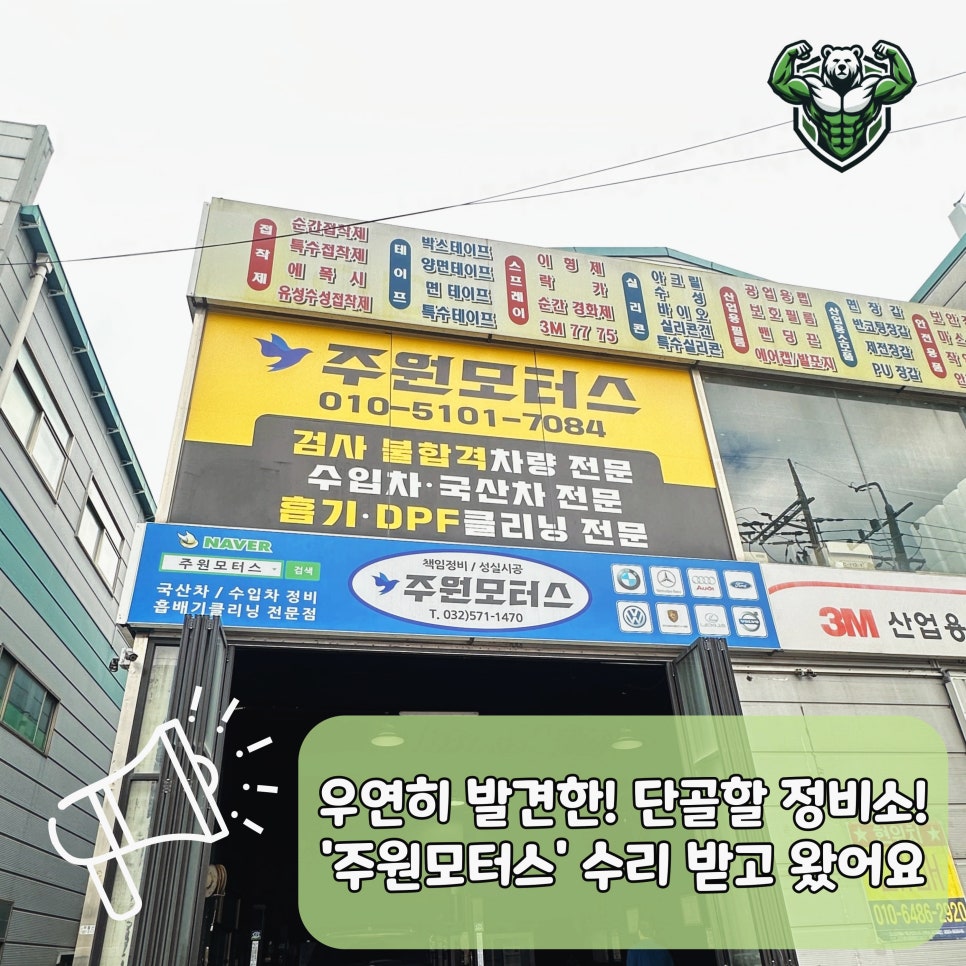 접착제
순간접착제
특수접착제
에폭시
유성수성접착제
테이프
박스테이프
양면테이프
면 테이프
특수테이프
스프레이
이형제
락카
순간 경화제
3M 77 75
실리콘
아크릴
수성
바이오
실리콘건
특수실리콘
산업용필름
공업용랩
보화필름
밴딩끈
에어캡/발포지
산업용소모품
면장갑
반코팅장갑
제전장갑
P.U 장갑
안전용품
주원모터스
010-5101-7084
검사 불합격차량 전문
수입차·국산차 전문
흡기·DPF클리닝 전문
NAVER
주원모터스
검색
국산차 / 수입차 정비
흡배기클리닝 전문점
책임정비 / 성실시공
주원모터스
T. 032)571-1470
Audi
Ford
VOLVO
3M 산업용
우연히 발견한! 단골할 정비소!
'주원모터스' 수리 받고 왔어요
010-6486-2920